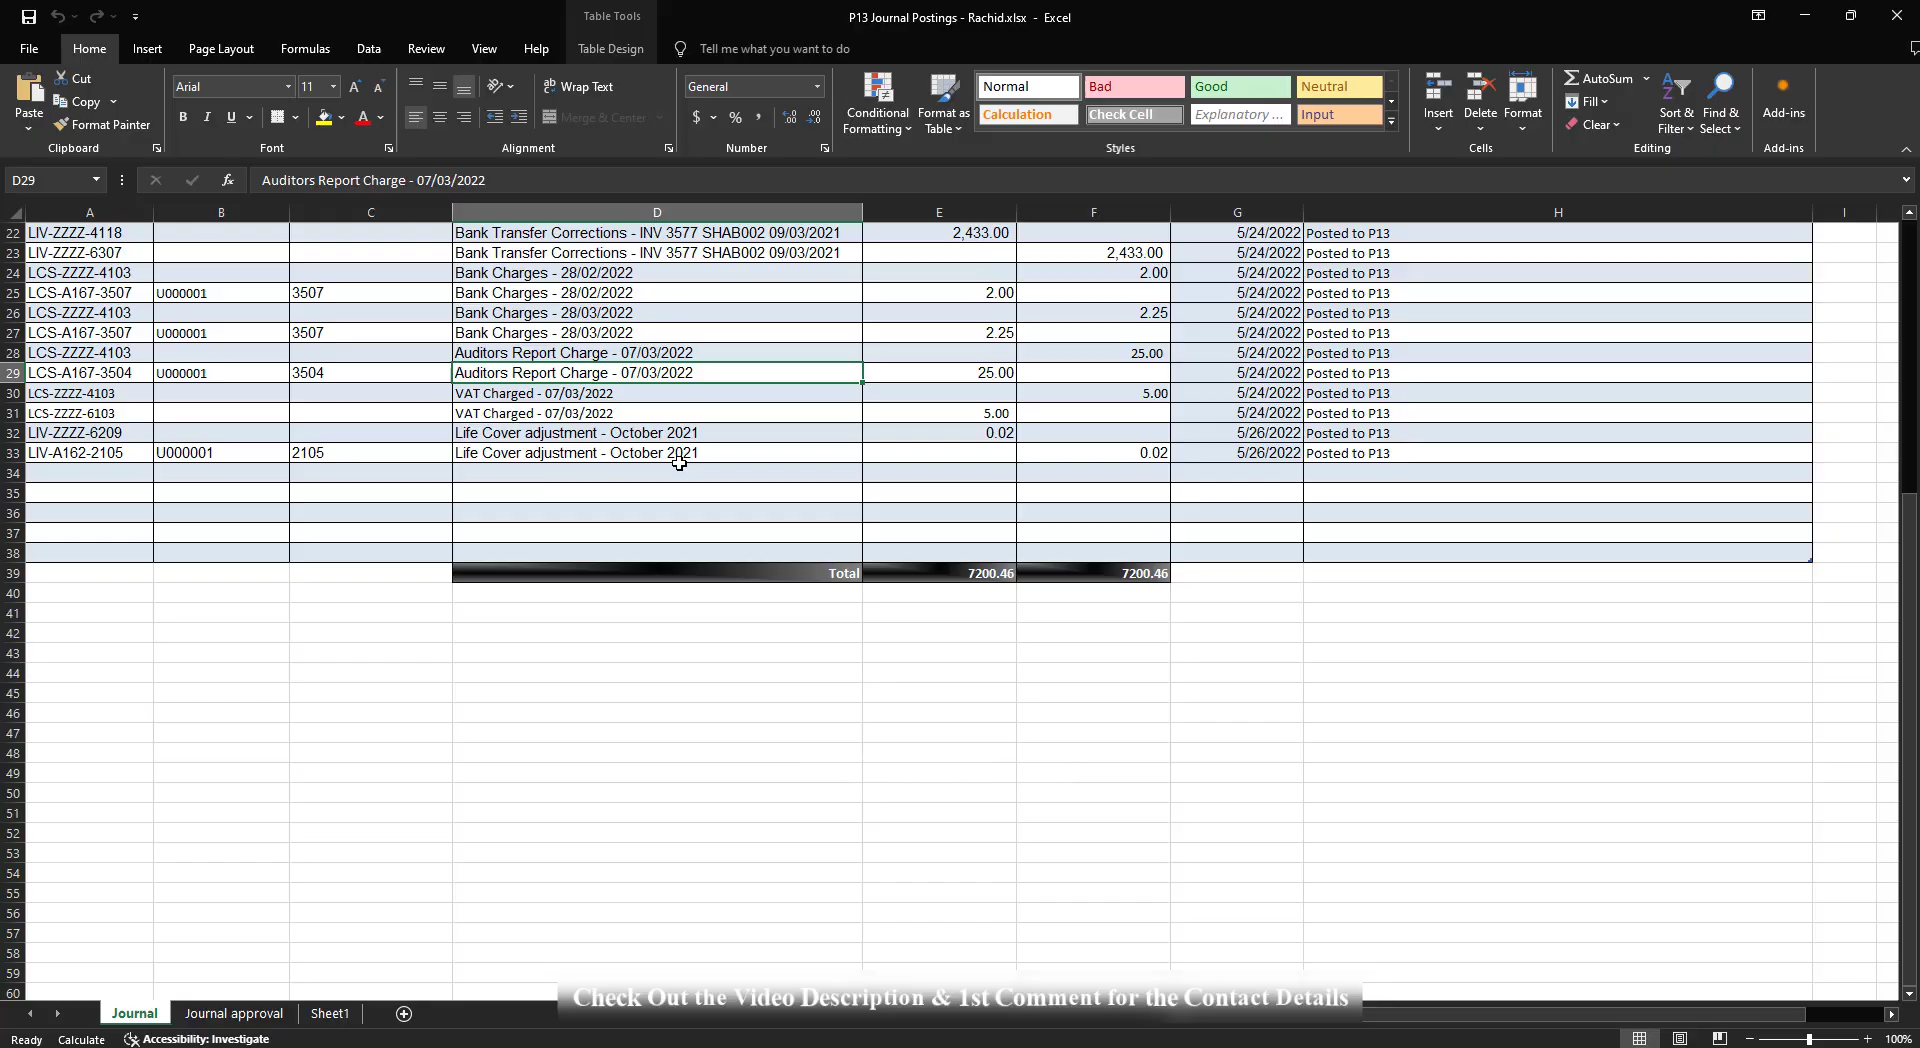 Table Tools
P13 Journal Postings - Rachid.xlsx - Excel
File Home Insert Page Layout Formulas Data Review View Help Table Design Tell me what you want to do
Paste
Cut
Copy
Format Painter
Clipboard
Arial 11
B I U
Font
Wrap Text
Merge & Center
Alignment
General
$ %
Number
Conditional Formatting
Format as Table
Normal Bad Good Neutral
Calculation Check Cell Explanatory ... Input
Styles
Insert Delete Format
Cells
AutoSum
Fill
Clear
Sort & Filter
Find & Select
Editing
Add-ins
Add-ins
D29 fx Auditors Report Charge - 07/03/2022
A B C D E F G H I
22 LIV-ZZZZ-4118 Bank Transfer Corrections - INV 3577 SHAB002 09/03/2021 2,433.00 5/24/2022 Posted to P13
23 LIV-ZZZZ-6307 Bank Transfer Corrections - INV 3577 SHAB002 09/03/2021 2,433.00 5/24/2022 Posted to P13
24 LCS-ZZZZ-4103 Bank Charges - 28/02/2022 2.00 5/24/2022 Posted to P13
25 LCS-A167-3507 U000001 3507 Bank Charges - 28/02/2022 2.00 5/24/2022 Posted to P13
26 LCS-ZZZZ-4103 Bank Charges - 28/03/2022 2.25 5/24/2022 Posted to P13
27 LCS-A167-3507 U000001 3507 Bank Charges - 28/03/2022 2.25 5/24/2022 Posted to P13
28 LCS-ZZZZ-4103 Auditors Report Charge - 07/03/2022 25.00 5/24/2022 Posted to P13
29 LCS-A167-3504 U000001 3504 Auditors Report Charge - 07/03/2022 25.00 5/24/2022 Posted to P13
30 LCS-ZZZZ-4103 VAT Charged - 07/03/2022 5.00 5/24/2022 Posted to P13
31 LCS-ZZZZ-6103 VAT Charged - 07/03/2022 5.00 5/24/2022 Posted to P13
32 LIV-ZZZZ-6209 Life Cover adjustment - October 2021 0.02 5/26/2022 Posted to P13
33 LIV-A162-2105 U000001 2105 Life Cover adjustment - October 2021 0.02 5/26/2022 Posted to P13
34
35
36
37
38
39 Total 7200.46 7200.46
40
41
42
43
44
45
46
47
48
49
50
51
52
53
54
55
56
57
58
59
60
Check Out the Video Description & 1st Comment for the Contact Details
Journal Journal approval Sheet1
Ready Calculate Accessibility: Investigate 100%